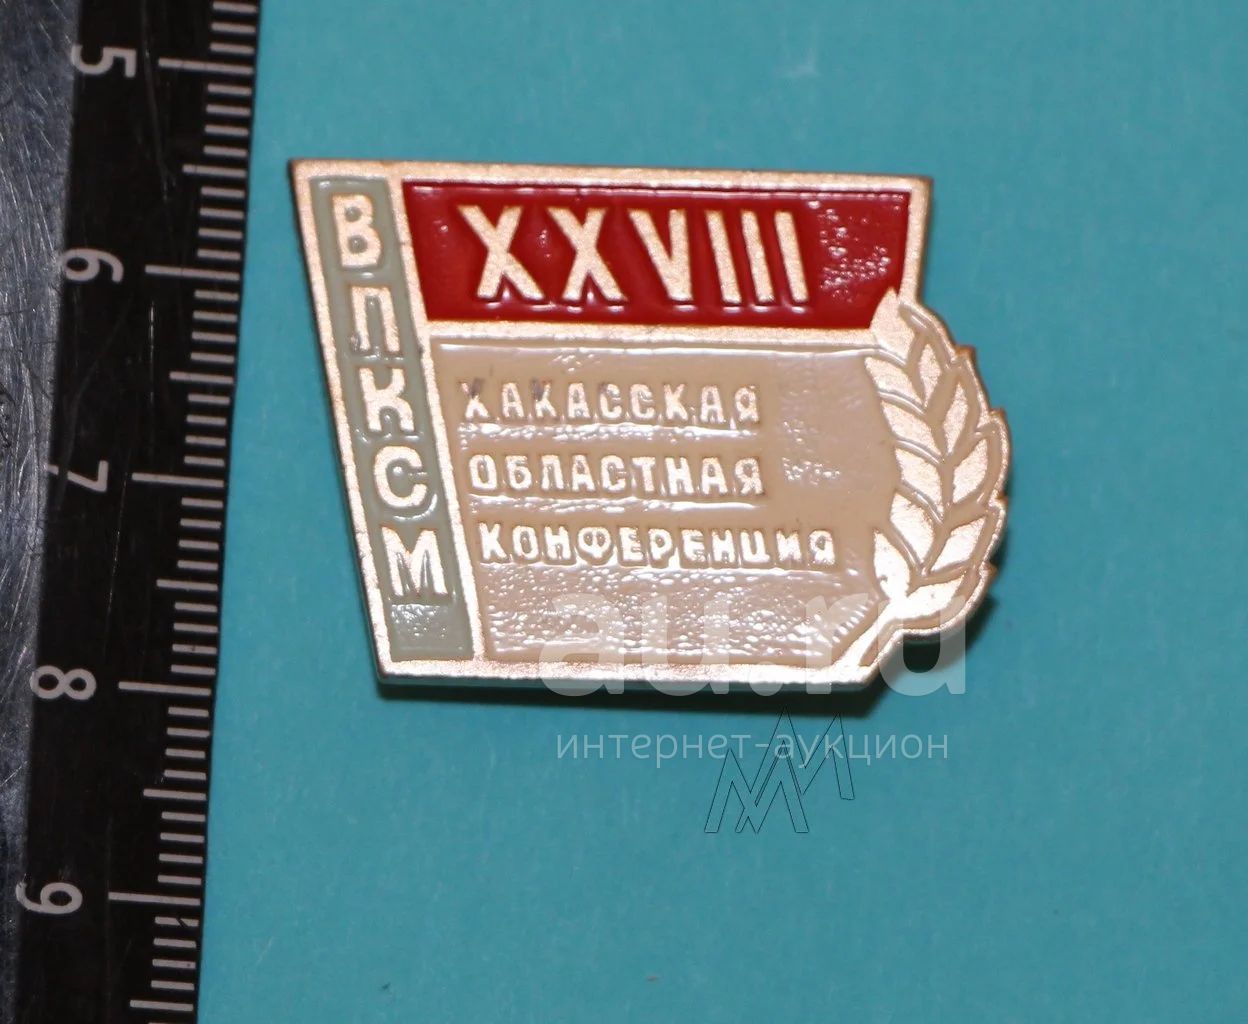 5
6
7
8
9
ВЛКСМ
XXVIII
ХАКАССКАЯ
ОБЛАСТНАЯ
КОНФЕРЕНЦИЯ
au.ru
интернет-аукцион